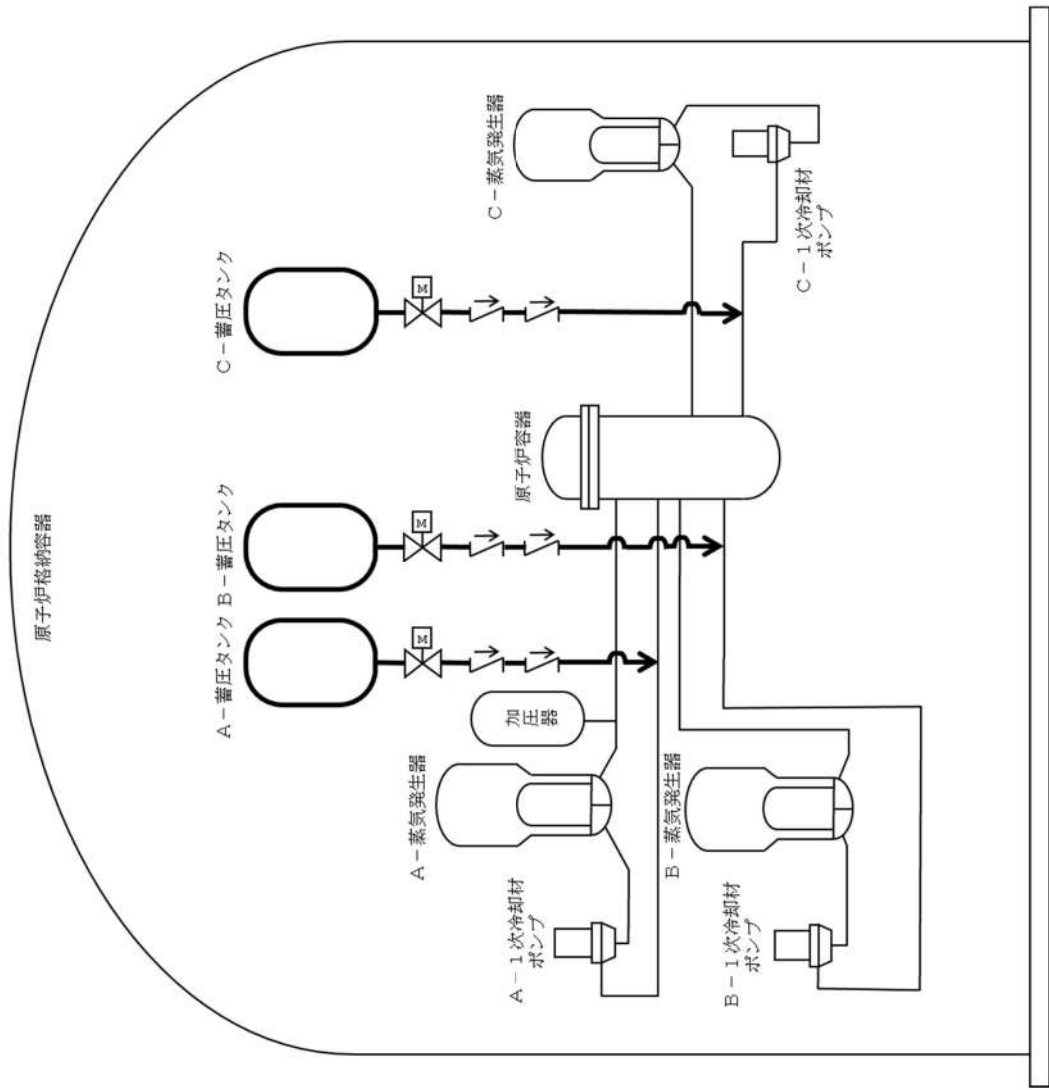 原子炉格納容器
A－蓄圧タンク
B－蓄圧タンク
C－蓄圧タンク
M
M
M
加圧器
原子炉容器
A－蒸気発生器
B－蒸気発生器
C－蒸気発生器
A－1次冷却材
ポンプ
B－1次冷却材
ポンプ
C－1次冷却材
ポンプ